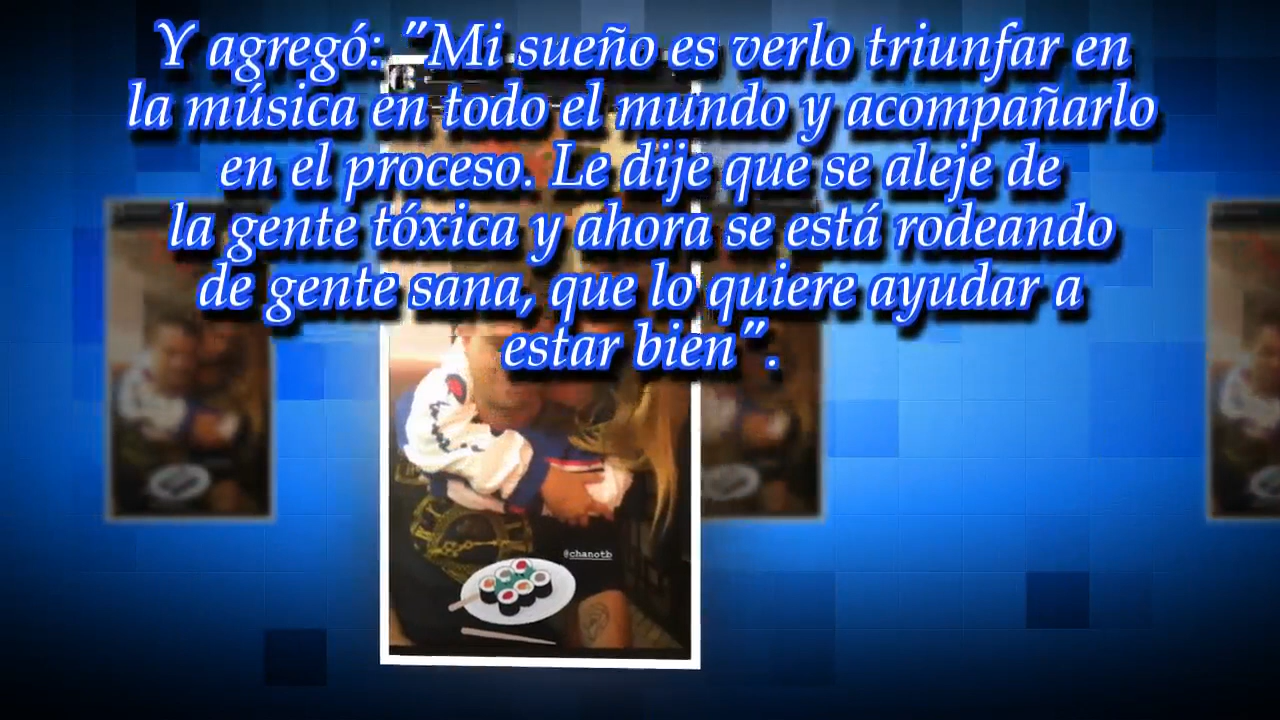 Y agregó: "Mi sueño es verlo triunfar en
la música en todo el mundo y acompañarlo
en el proceso. Le dije que se aleje de
la gente tóxica y ahora se está rodeando
de gente sana, que lo quiere ayudar a
estar bien".
@chanotb